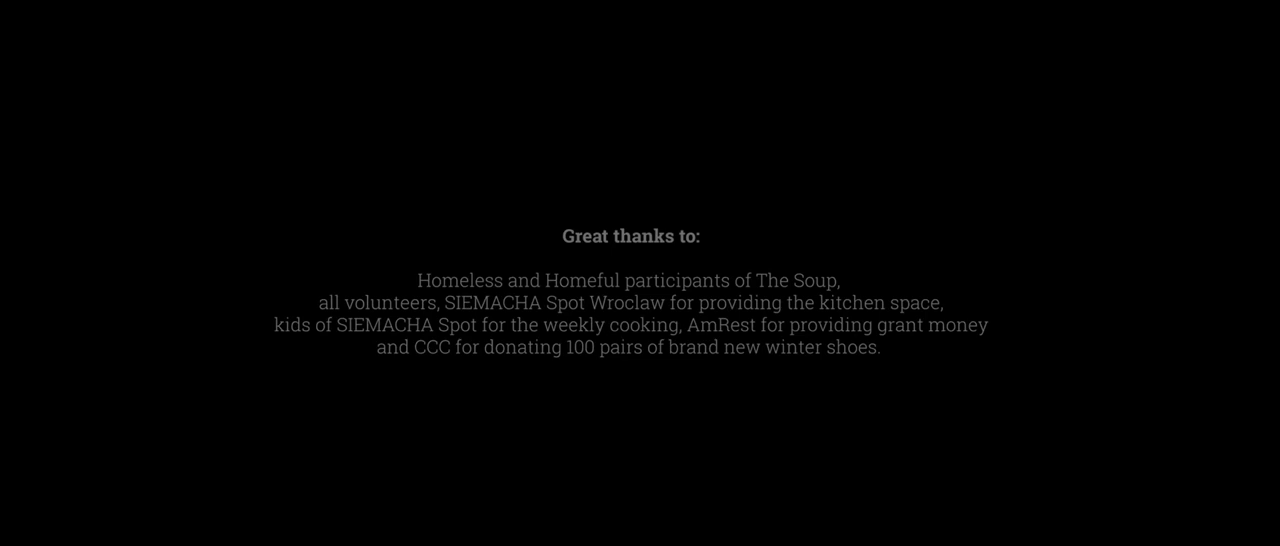 Great thanks to:
Homeless and Homeful participants of The Soup,
all volunteers, SIEMACHA Spot Wroclaw for providing the kitchen space,
kids of SIEMACHA Spot for the weekly cooking, AmRest for providing grant money
and CCC for donating 100 pairs of brand new winter shoes.